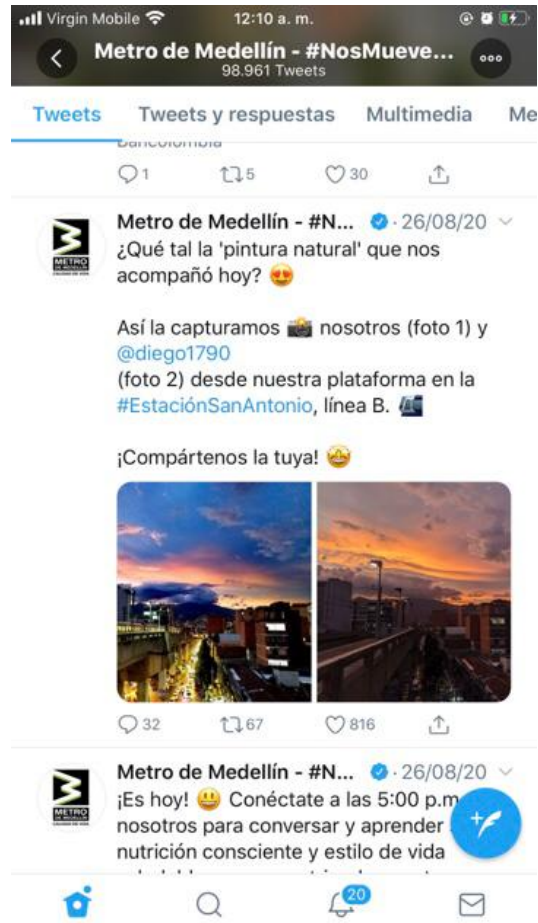 Virgin Mobile 12:10 a. m.
Metro de Medellín - #NosMueve...
98.961 Tweets
Tweets Tweets y respuestas Multimedia Me
Bancolombia
1 5 30
Metro de Medellín - #N... · 26/08/20
¿Qué tal la 'pintura natural' que nos
acompañó hoy? 😍
Así la capturamos 📸 nosotros (foto 1) y
@diego1790
(foto 2) desde nuestra plataforma en la
#EstaciónSanAntonio, línea B. 🚈
¡Compártenos la tuya! 🤩
32 67 816
Metro de Medellín - #N... · 26/08/20
¡Es hoy! 😃 Conéctate a las 5:00 p.m
nosotros para conversar y aprender
nutrición consciente y estilo de vida
20